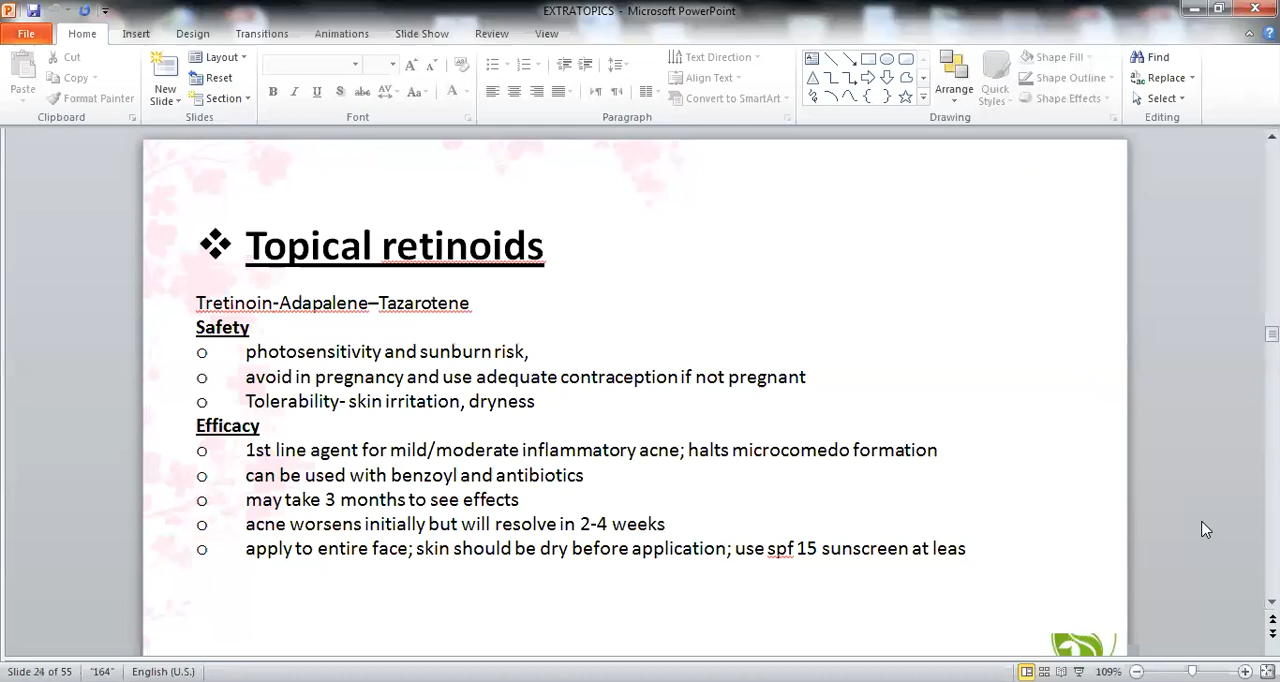 EXTRATOPICS - Microsoft PowerPoint
File Home Insert Design Transitions Animations Slide Show Review View
Paste
Cut
Copy
Format Painter
Clipboard
New Slide
Layout
Reset
Section
Slides
B I U S abc AV Aa A
Font
Text Direction
Align Text
Convert to SmartArt
Paragraph
Arrange
Quick Styles
Shape Fill
Shape Outline
Shape Effects
Drawing
Find
Replace
Select
Editing
Topical retinoids
Tretinoin-Adapalene–Tazarotene
Safety
o photosensitivity and sunburn risk,
o avoid in pregnancy and use adequate contraception if not pregnant
o Tolerability- skin irritation, dryness
Efficacy
o 1st line agent for mild/moderate inflammatory acne; halts microcomedo formation
o can be used with benzoyl and antibiotics
o may take 3 months to see effects
o acne worsens initially but will resolve in 2-4 weeks
o apply to entire face; skin should be dry before application; use spf 15 sunscreen at leas
Slide 24 of 55 "164" English (U.S.) 109%